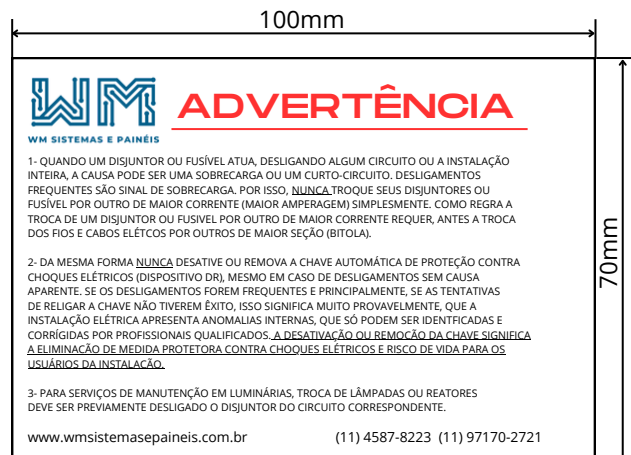 100mm
WM
ADVERTÊNCIA
WM SISTEMAS E PAINÉIS
1- QUANDO UM DISJUNTOR OU FUSÍVEL ATUA, DESLIGANDO ALGUM CIRCUITO OU A INSTALAÇÃO
INTEIRA, A CAUSA PODE SER UMA SOBRECARGA OU UM CURTO-CIRCUITO. DESLIGAMENTOS
FREQUENTES SÃO SINAL DE SOBRECARGA. POR ISSO, NUNCA TROQUE SEUS DISJUNTORES OU
FUSÍVEL POR OUTRO DE MAIOR CORRENTE (MAIOR AMPERAGEM) SIMPLESMENTE. COMO REGRA A
TROCA DE UM DISJUNTOR OU FUSIVEL POR OUTRO DE MAIOR CORRENTE REQUER, ANTES A TROCA
DOS FIOS E CABOS ELÉTCOS POR OUTROS DE MAIOR SEÇÃO (BITOLA).
2- DA MESMA FORMA NUNCA DESATIVE OU REMOVA A CHAVE AUTOMÁTICA DE PROTEÇÃO CONTRA
CHOQUES ELÉTRICOS (DISPOSITIVO DR), MESMO EM CASO DE DESLIGAMENTOS SEM CAUSA
APARENTE. SE OS DESLIGAMENTOS FOREM FREQUENTES E PRINCIPALMENTE, SE AS TENTATIVAS
DE RELIGAR A CHAVE NÃO TIVEREM ÊXITO, ISSO SIGNIFICA MUITO PROVAVELMENTE, QUE A
INSTALAÇÃO ELÉTRICA APRESENTA ANOMALIAS INTERNAS, QUE SÓ PODEM SER IDENTFICADAS E
CORRÍGIDAS POR PROFISSIONAIS QUALIFICADOS. A DESATIVAÇÃO OU REMOÇÃO DA CHAVE SIGNIFICA
A ELIMINAÇÃO DE MEDIDA PROTETORA CONTRA CHOQUES ELÉTRICOS E RISCO DE VIDA PARA OS
USUÁRIOS DA INSTALAÇÃO.
3- PARA SERVIÇOS DE MANUTENÇÃO EM LUMINÁRIAS, TROCA DE LÂMPADAS OU REATORES
DEVE SER PREVIAMENTE DESLIGADO O DISJUNTOR DO CIRCUITO CORRESPONDENTE.
www.wmsistemasepaineis.com.br (11) 4587-8223 (11) 97170-2721
70mm